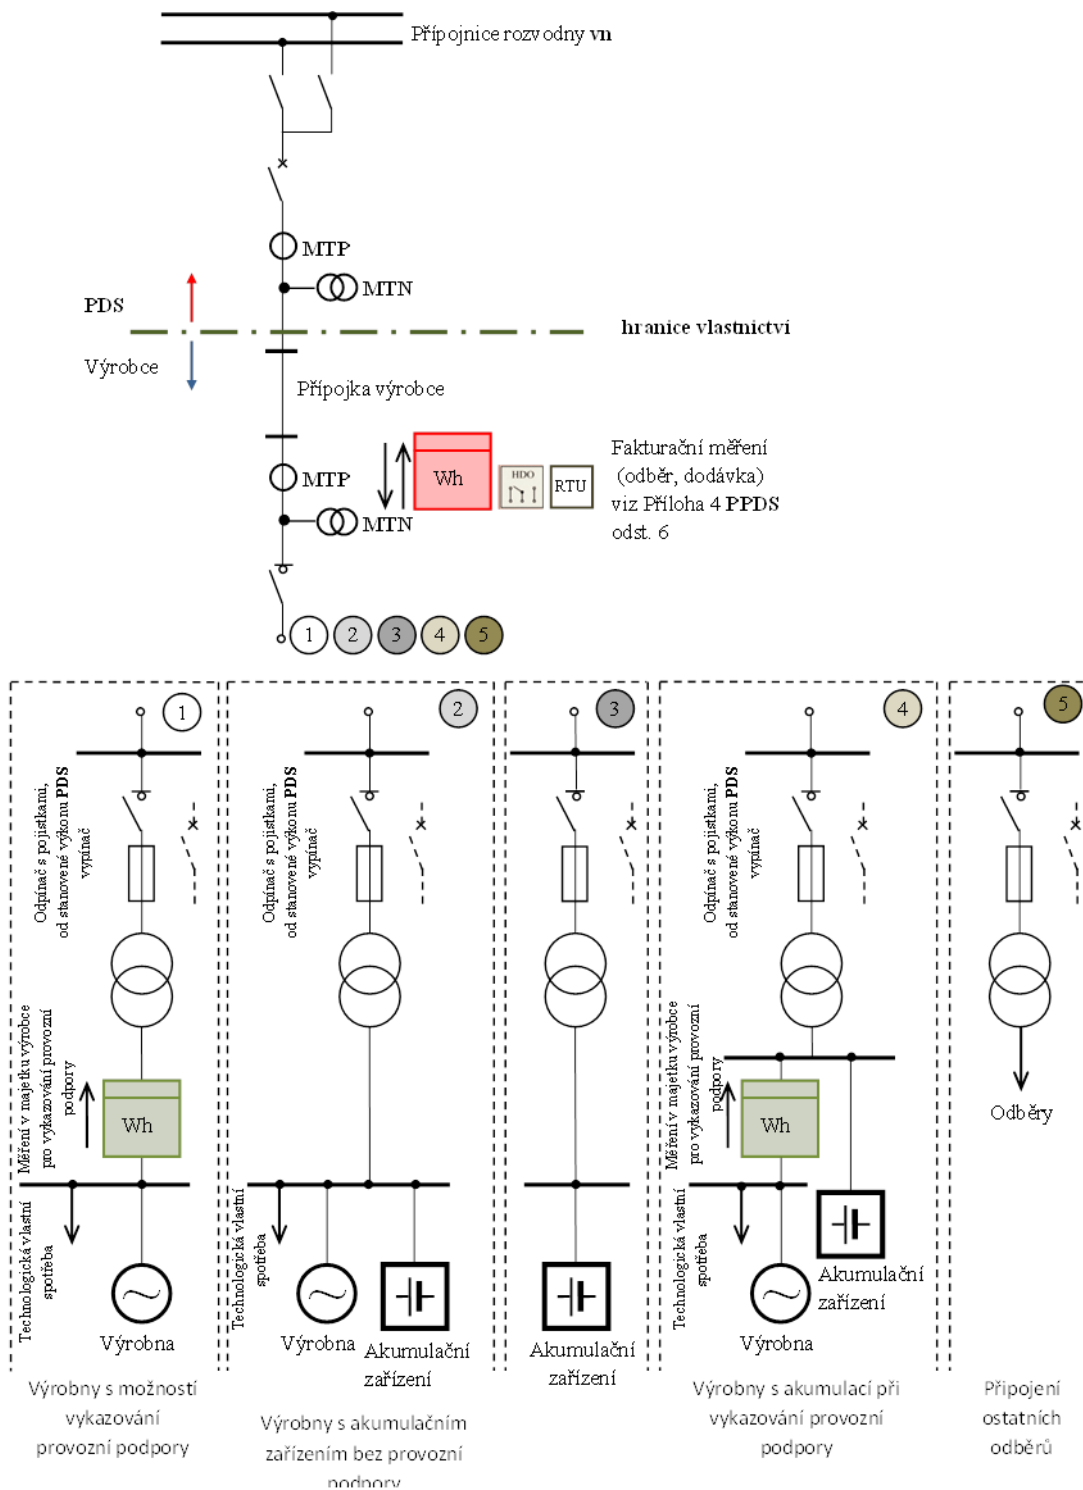 Přípojnice rozvodny vn
MTP
MTN
PDS
hranice vlastnictví
Výrobce
Přípojka výrobce
MTP
MTN
Wh
HDO
RTU
Fakturační měření
(odběr, dodávka)
viz Příloha 4 PPDS
odst. 6
1
2
3
4
5
1
Odpínač s pojistkami,
od stanovené výkonu PDS
vypínač
Měření v majetku výrobce
pro vykazování provozní
podpory
Wh
Technologická vlastní
spotřeba
Výrobna
Výrobny s možností
vykazování
provozní podpory
2
Odpínač s pojistkami,
od stanovené výkonu PDS
vypínač
Technologická vlastní
spotřeba
Výrobna
Akumulační
zařízení
Výrobny s akumulačním
zařízením bez provozní
podpory
3
Akumulační
zařízení
4
Odpínač s pojistkami,
od stanovené výkonu PDS
vypínač
Měření v majetku výrobce
pro vykazování provozní
podpory
Wh
Technologická vlastní
spotřeba
Výrobna
Akumulační
zařízení
Výrobny s akumulací při
vykazování provozní
podpory
5
Odběry
Připojení
ostatních
odběrů